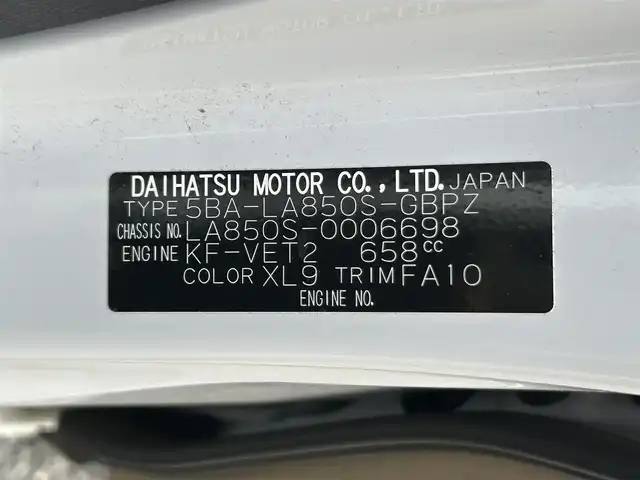 DAIHATSU MOTOR CO.,LTD. JAPAN
TYPE 5BA-LA850S-GBPZ
CHASSIS NO. LA850S-0006698
ENGINE KF-VET2 658cc
COLOR XL9 TRIM FA10
ENGINE NO.